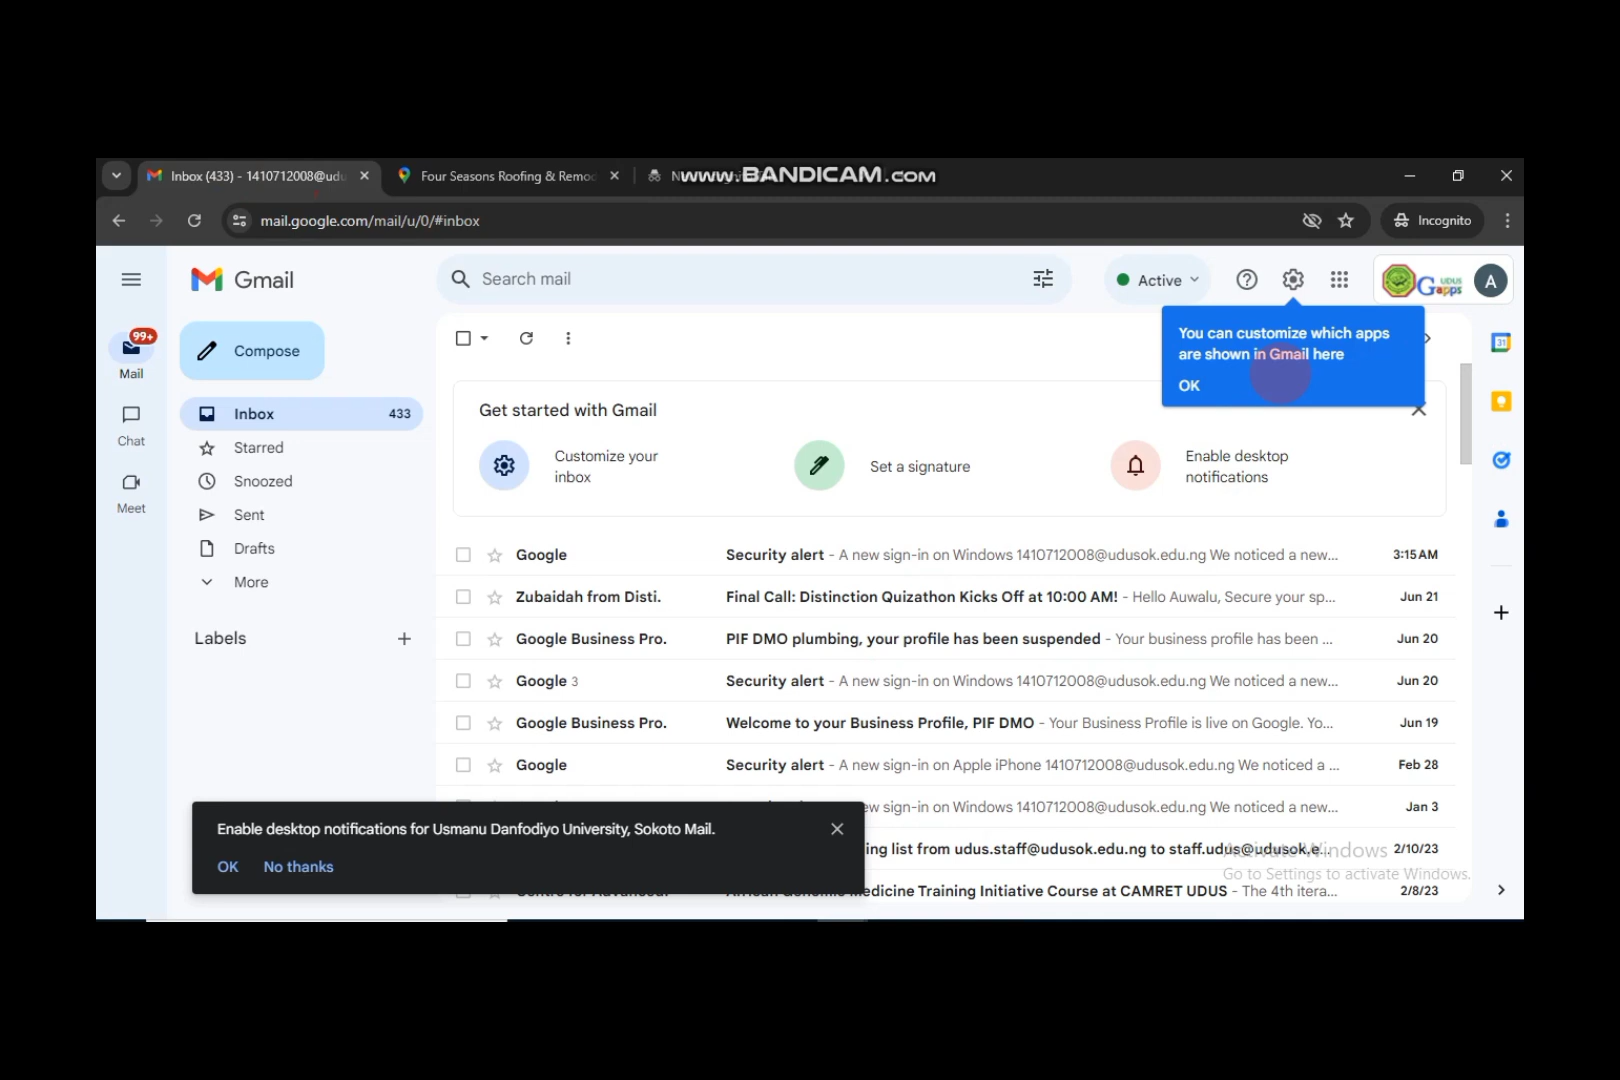 Inbox (433) - 1410712008@udu
Four Seasons Roofing & Remo
www.BANDICAM.com
mail.google.com/mail/u/0/#inbox
Incognito
Gmail
Search mail
Active
UDUS
Gapps
A
You can customize which apps
are shown in Gmail here
OK
99+
Mail
Chat
Meet
Compose
Inbox 433
Starred
Snoozed
Sent
Drafts
More
Labels
31
Get started with Gmail
Customize your
inbox
Set a signature
Enable desktop
notifications
Google Security alert - A new sign-in on Windows 1410712008@udusok.edu.ng We noticed a new... 3:15 AM
Zubaidah from Disti. Final Call: Distinction Quizathon Kicks Off at 10:00 AM! - Hello Auwalu, Secure your sp... Jun 21
Google Business Pro. PIF DMO plumbing, your profile has been suspended - Your business profile has been ... Jun 20
Google 3 Security alert - A new sign-in on Windows 1410712008@udusok.edu.ng We noticed a new... Jun 20
Google Business Pro. Welcome to your Business Profile, PIF DMO - Your Business Profile is live on Google. Yo... Jun 19
Google Security alert - A new sign-in on Apple iPhone 1410712008@udusok.edu.ng We noticed a ... Feb 28
sign-in on Windows 1410712008@udusok.edu.ng We noticed a new... Jan 3
list from udus.staff@udusok.edu.ng to staff.udus@udusok.e... 2/10/23
Medicine Training Initiative Course at CAMRET UDUS - The 4th itera... 2/8/23
Enable desktop notifications for Usmanu Danfodiyo University, Sokoto Mail.
OK No thanks
Activate Windows
Go to Settings to activate Windows.